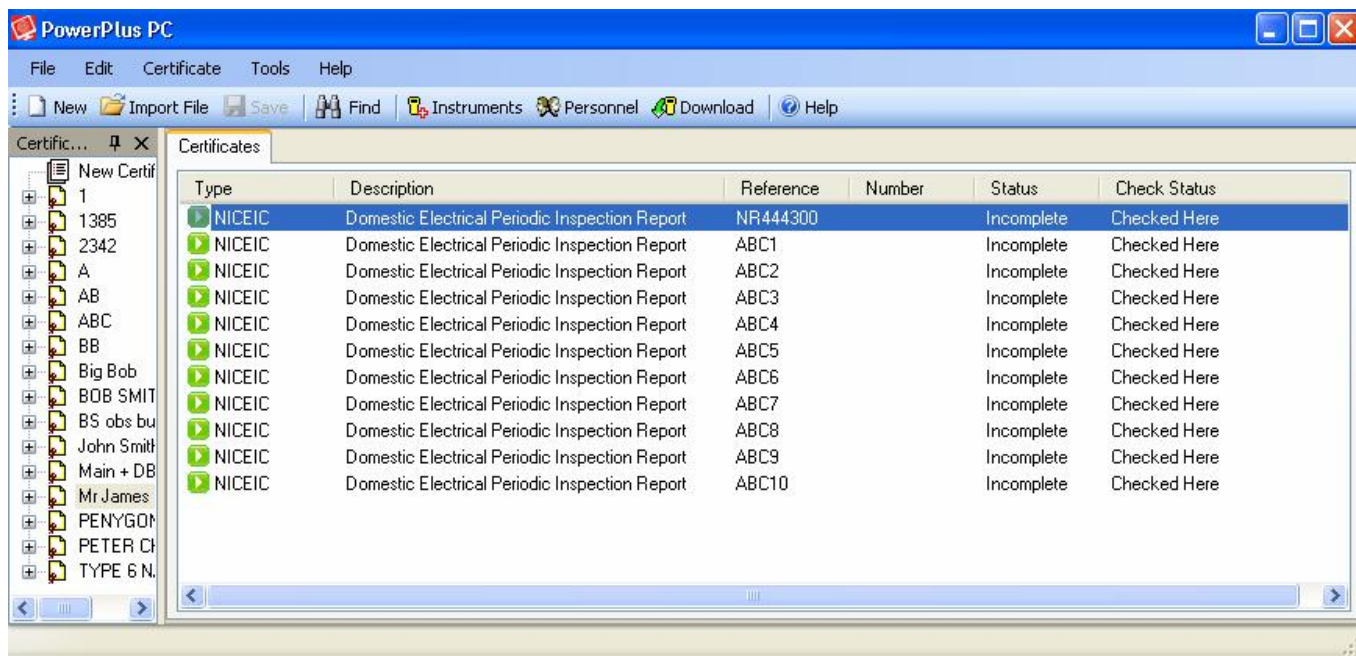 PowerPlus PC
File Edit Certificate Tools Help
New Import File Save Find Instruments Personnel Download Help
Certific...
New Certif
1
1385
2342
A
AB
ABC
BB
Big Bob
BOB SMIT
BS obs bu
John Smith
Main + DB
Mr James
PENYGON
PETER CH
TYPE 6 N.
Certificates
Type Description Reference Number Status Check Status
NICEIC Domestic Electrical Periodic Inspection Report NR444300 Incomplete Checked Here
NICEIC Domestic Electrical Periodic Inspection Report ABC1 Incomplete Checked Here
NICEIC Domestic Electrical Periodic Inspection Report ABC2 Incomplete Checked Here
NICEIC Domestic Electrical Periodic Inspection Report ABC3 Incomplete Checked Here
NICEIC Domestic Electrical Periodic Inspection Report ABC4 Incomplete Checked Here
NICEIC Domestic Electrical Periodic Inspection Report ABC5 Incomplete Checked Here
NICEIC Domestic Electrical Periodic Inspection Report ABC6 Incomplete Checked Here
NICEIC Domestic Electrical Periodic Inspection Report ABC7 Incomplete Checked Here
NICEIC Domestic Electrical Periodic Inspection Report ABC8 Incomplete Checked Here
NICEIC Domestic Electrical Periodic Inspection Report ABC9 Incomplete Checked Here
NICEIC Domestic Electrical Periodic Inspection Report ABC10 Incomplete Checked Here